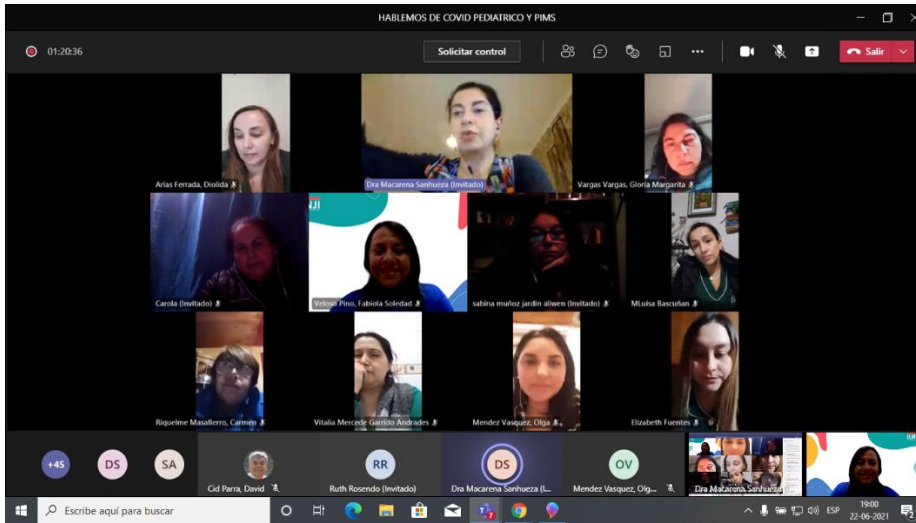 HABLEMOS DE COVID PEDIATRICO Y PIMS
01:20:36
Solicitar control
Salir
Arias Ferrada, Diolida
Dra Macarena Sanhueza (Invitado)
Vargas Vargas, Gloria Margarita
Carola (Invitado)
NJI
Veloso Pino, Fabiola Soledad
sabina muñoz jardin aliwen (Invitado)
MLuisa Bascuñan
Riquelme Masafierro, Carmen
Vitalia Mercede Garrido Andrades
Mendez Vasquez, Olga
Elizabeth Fuentes
+45
DS
SA
Cid Parra, David
RR
Ruth Rosendo (Invitado)
DS
Dra Macarena Sanhueza (I...
OV
Mendez Vasquez, Olg...
Dra Macarena Sanhueza
Escribe aquí para buscar
ESP
19:00
22-06-2021